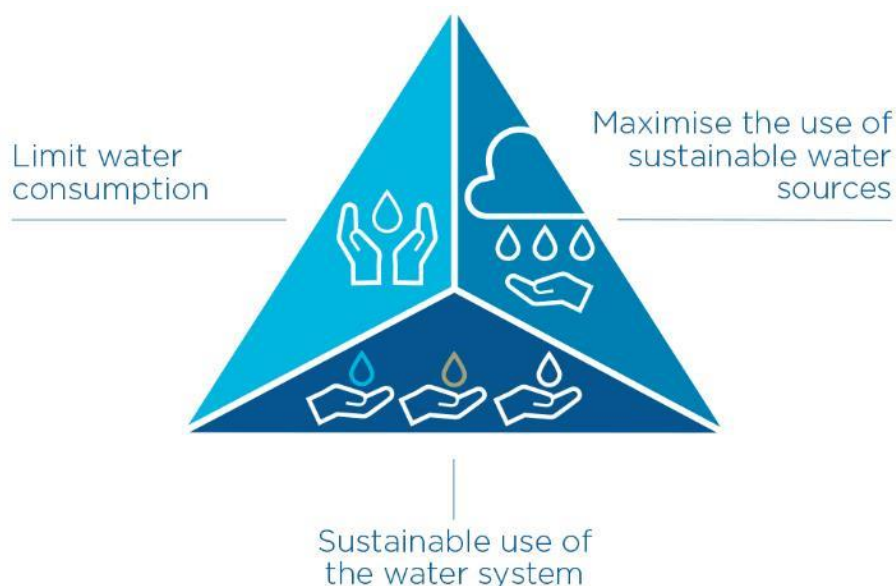 Limit water
consumption
Maximise the use of
sustainable water
sources
Sustainable use of
the water system